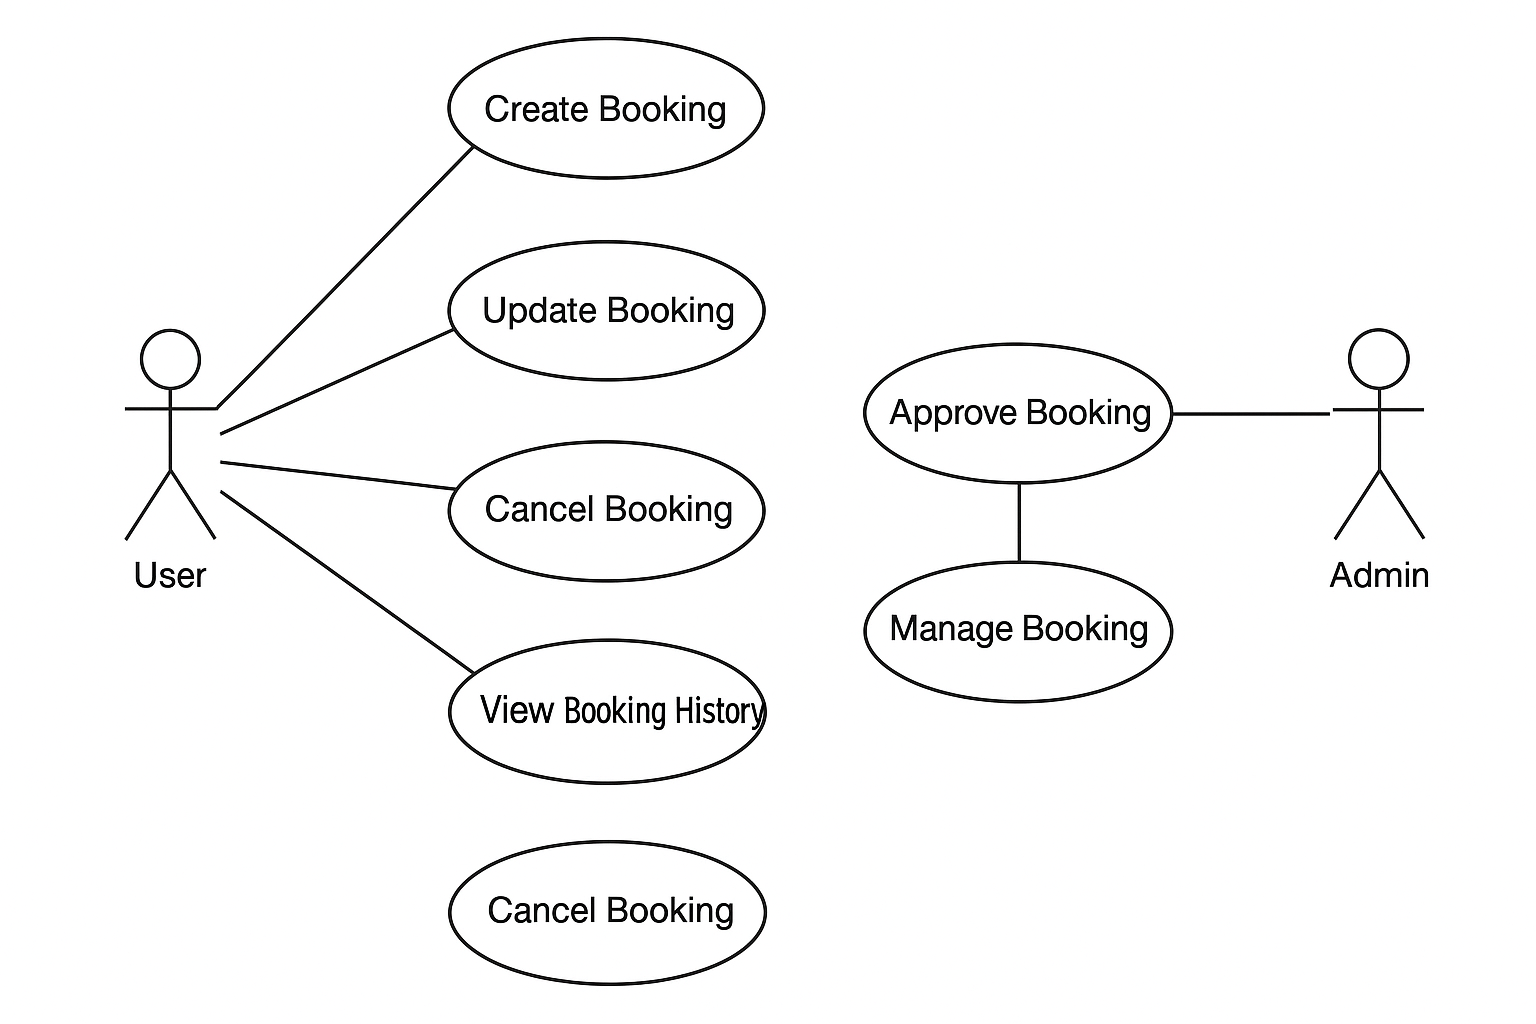 Create Booking
Update Booking
Cancel Booking
View Booking History
Cancel Booking
User
Approve Booking
Manage Booking
Admin